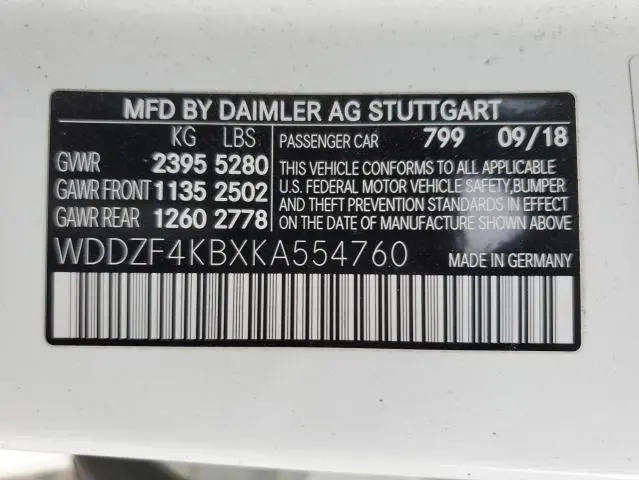 MFD BY DAIMLER AG STUTTGART
KG LBS PASSENGER CAR 799 09/18
GVWR 2395 5280 THIS VEHICLE CONFORMS TO ALL APPLICABLE
GAWR FRONT 1135 2502 U.S. FEDERAL MOTOR VEHICLE SAFETY, BUMPER
GAWR REAR 1260 2778 AND THEFT PREVENTION STANDARDS IN EFFECT
ON THE DATE OF MANUFACTURE SHOWN ABOVE.
WDDZF4KBXKA554760 MADE IN GERMANY